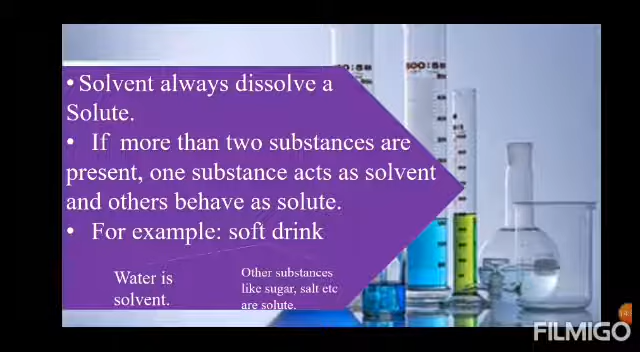 • Solvent always dissolve a
Solute.
• If more than two substances are
present, one substance acts as solvent
and others behave as solute.
• For example: soft drink
Water is
solvent.
Other substances
like sugar, salt etc
are solute.
FILMIGO